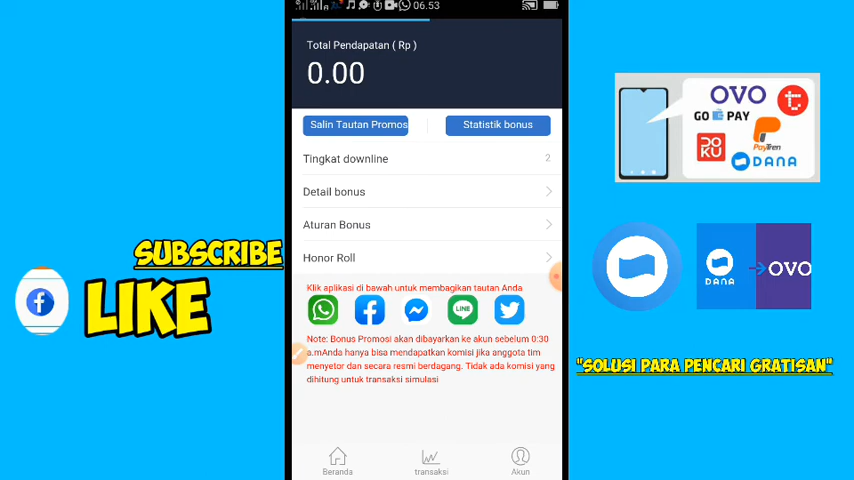 06.53
Total Pendapatan ( Rp )
0.00
Salin Tautan Promos
Statistik bonus
Tingkat downline
2
Detail bonus
Aturan Bonus
Honor Roll
Klik aplikasi di bawah untuk membagikan tautan Anda
LINE
Note: Bonus Promosi akan dibayarkan ke akun sebelum 0:30
a.mAnda hanya bisa mendapatkan komisi jika anggota tim
menyetor dan secara resmi berdagang. Tidak ada komisi yang
dihitung untuk transaksi simulasi
Beranda
transaksi
Akun
SUBSCRIBE
LIKE
OVO
GO PAY
DOKU
PayTren
DANA
DANA
OVO
"SOLUSI PARA PENCARI GRATISAN"